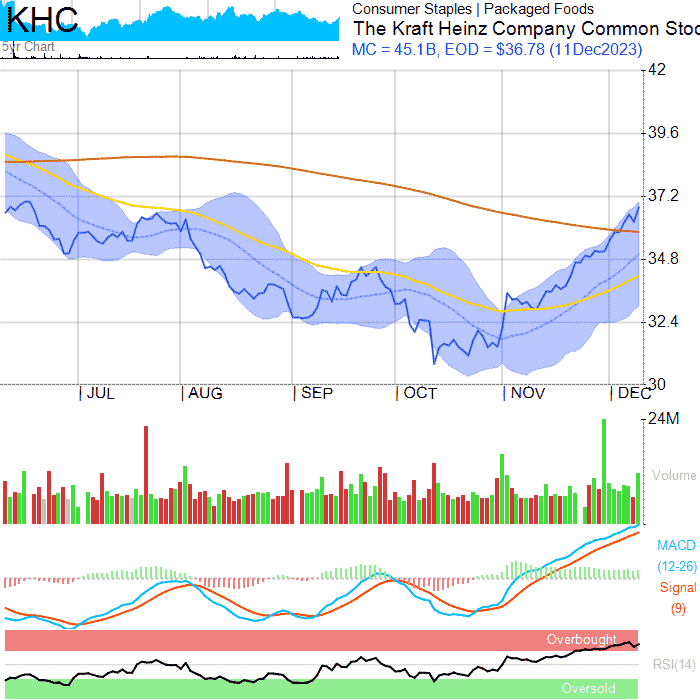 KHC
5yr Chart
Consumer Staples | Packaged Foods
The Kraft Heinz Company Common Stoc
MC = 45.1B, EOD = $36.78 (11Dec2023)
42
39.6
37.2
34.8
32.4
30
JUL
AUG
SEP
OCT
NOV
DEC
24M
Volume
MACD
(12-26)
Signal
(9)
Overbought
RSI(14)
Oversold